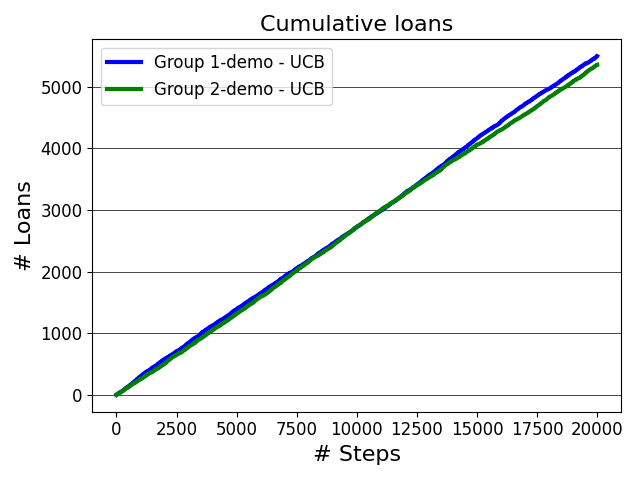 Cumulative loans
Group 1-demo - UCB
Group 2-demo - UCB
# Loans
5000
4000
3000
2000
1000
0
0 2500 5000 7500 10000 12500 15000 17500 20000
# Steps